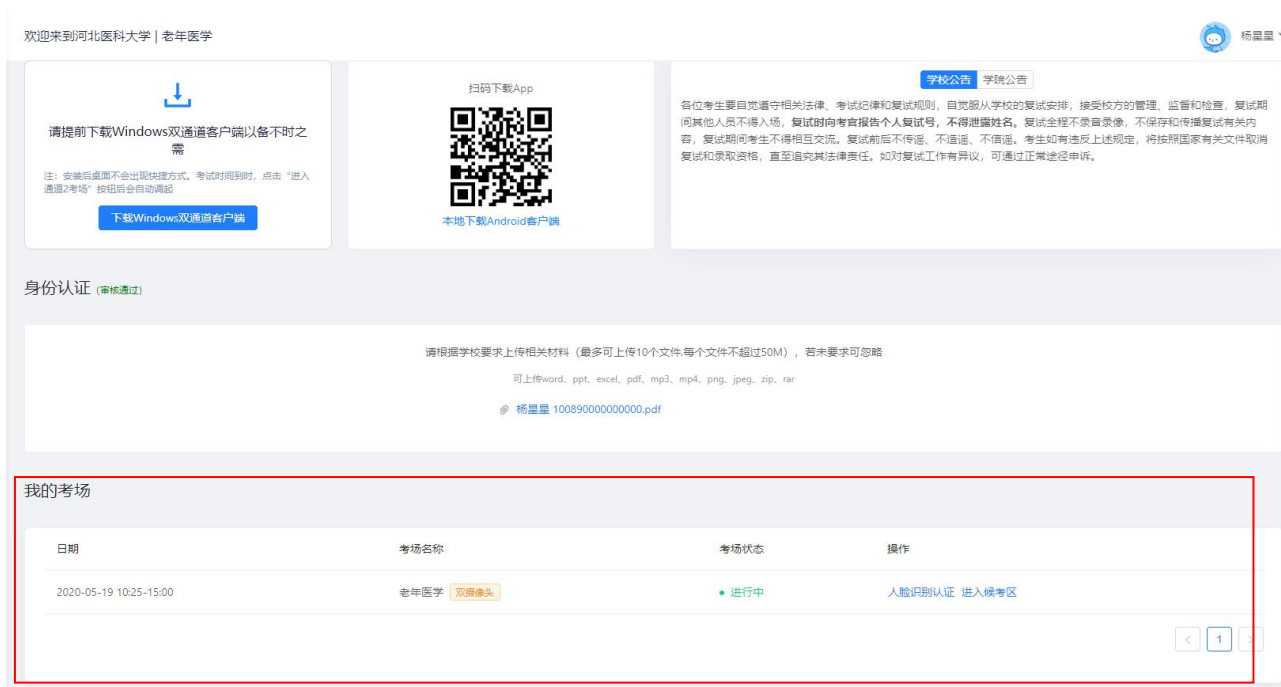 欢迎来到河北医科大学 | 老年医学
杨星星
请提前下载Windows双通道客户端以备不时之
需
注：安装后桌面不会出现快捷方式。考试时间到时，点击“进入
通道2考场”按钮后会自动调起
下载Windows双通道客户端
扫码下载App
本地下载Android客户端
学校公告 学院公告
各位考生要自觉遵守相关法律、考试纪律和复试规则，自觉服从学校的复试安排，接受校方的管理、监督和检查，复试期
间其他人员不得入场，复试时向考官报告个人复试号，不得泄露姓名。复试全程不录音录像，不保存和传播复试有关内
容，复试期间考生不得相互交流。复试前后不传谣、不造谣、不信谣。考生如有违反上述规定，将按照国家有关文件取消
复试和录取资格，直至追究其法律责任。如对复试工作有异议，可通过正常途径申诉。
身份认证 (审核通过)
请根据学校要求上传相关材料（最多可上传10个文件,每个文件不超过50M），若未要求可忽略
可上传word、ppt、excel、pdf、mp3、mp4、png、jpeg、zip、rar
杨星星 100890000000000.pdf
我的考场
日期 考场名称 考场状态 操作
2020-05-19 10:25-15:00 老年医学 双摄像头 进行中 人脸识别认证 进入候考区
< 1 >